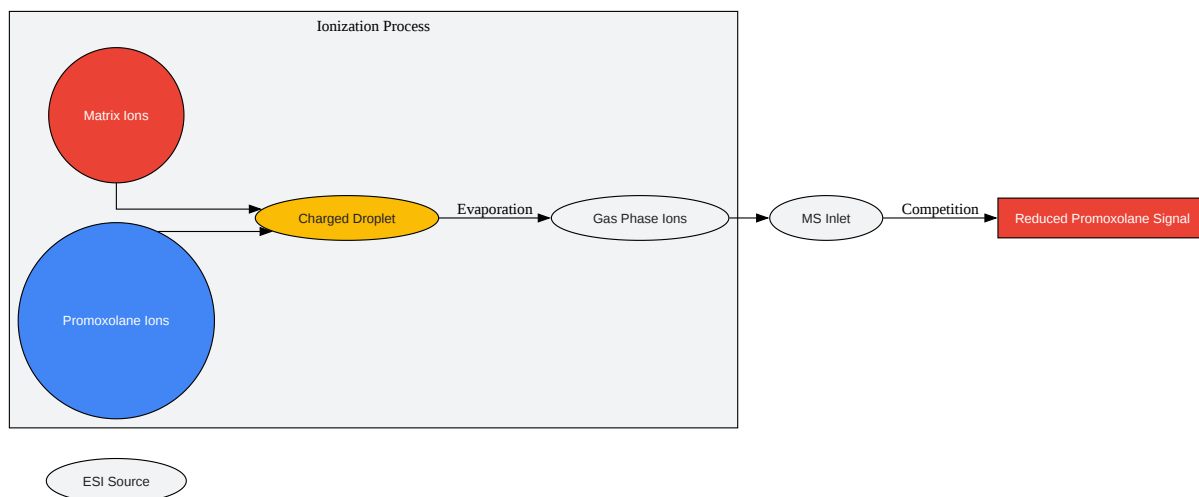 Ionization Process
Matrix Ions
Promoxolane Ions
Charged Droplet
Evaporation
Gas Phase Ions
MS Inlet
Competition
Reduced Promoxolane Signal
ESI Source